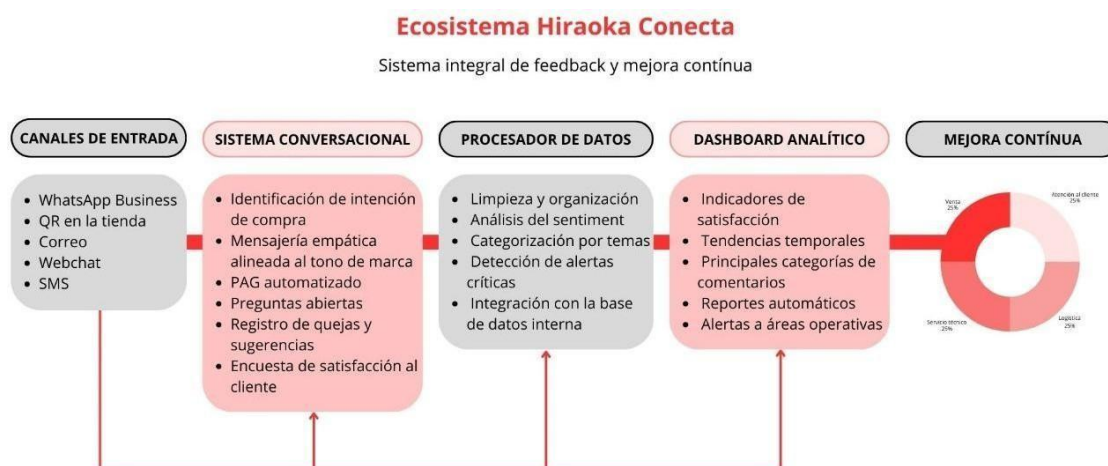 Ecosistema Hiraoka Conecta
Sistema integral de feedback y mejora contínua
CANALES DE ENTRADA
• WhatsApp Business
• QR en la tienda
• Correo
• Webchat
• SMS
SISTEMA CONVERSACIONAL
• Identificación de intención
de compra
• Mensajería empática
alineada al tono de marca
• PAG automatizado
• Preguntas abiertas
• Registro de quejas y
sugerencias
• Encuesta de satisfacción al
cliente
PROCESADOR DE DATOS
• Limpieza y organización
• Análisis del sentiment
• Categorización por temas
• Detección de alertas
críticas
• Integración con la base
de datos interna
DASHBOARD ANALÍTICO
• Indicadores de
satisfacción
• Tendencias temporales
• Principales categorías de
comentarios
• Reportes automáticos
• Alertas a áreas operativas
MEJORA CONTÍNUA
Venta
25%
Atención al cliente
25%
Servicio técnico
25%
Logística
25%